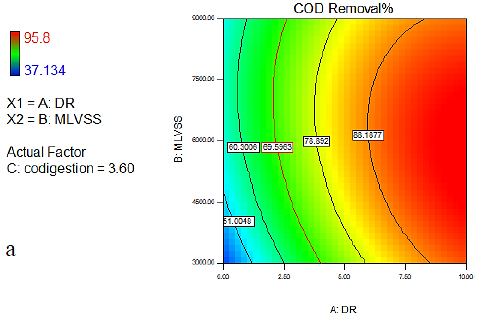 COD Removal%
95.8
37.134
X1 = A: DR
X2 = B: MLVSS
Actual Factor
C: codigestion = 3.60
a
B: MLVSS
9000.00
7500.00
6000.00
4500.00
3000.00
60.3006
69.5963
78.892
88.1877
51.0048
0.00
2.50
5.00
7.50
10.00
A: DR